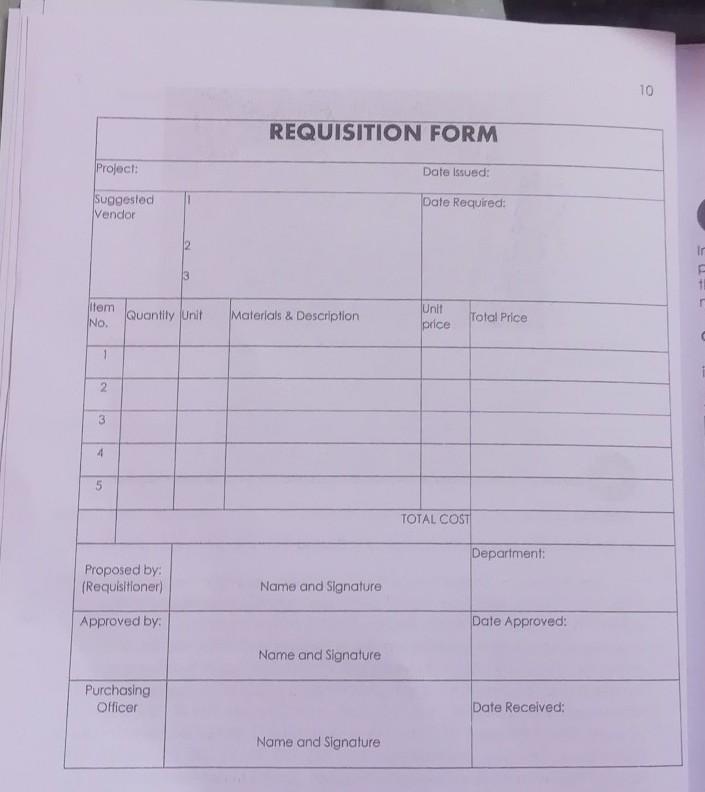 10
REQUISITION FORM
Project:
Date Issued:
Suggested
Vendor
1
2
3
Date Required:
Item
No.
Quantity
Unit
Materials & Description
Unit
price
Total Price
1
2
3
4
5
TOTAL COST
Proposed by:
(Requisitioner)
Name and Signature
Department:
Approved by:
Name and Signature
Date Approved:
Purchasing
Officer
Name and Signature
Date Received: